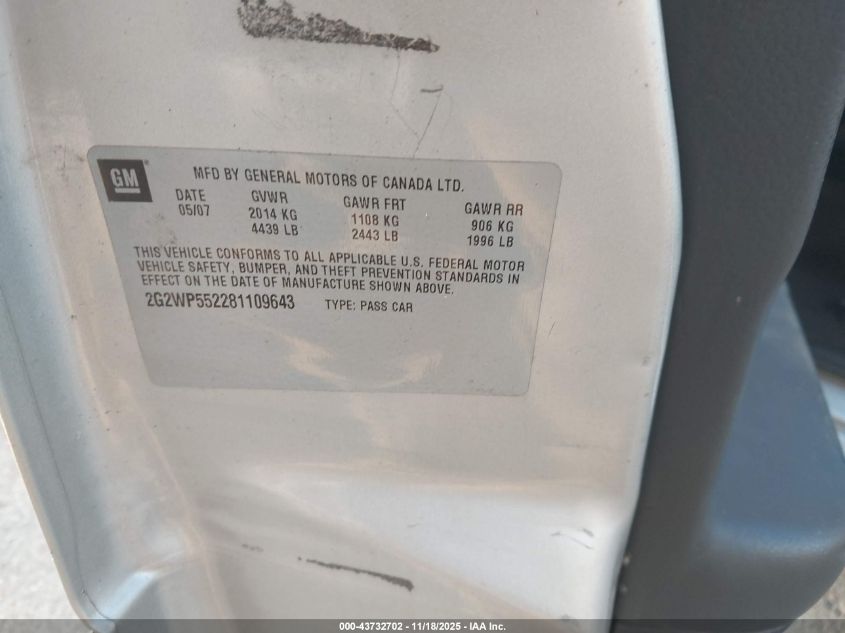 GM
MFD BY GENERAL MOTORS OF CANADA LTD.
DATE GVWR GAWR FRT GAWR RR
05/07 2014 KG 1108 KG 906 KG
4439 LB 2443 LB 1996 LB
THIS VEHICLE CONFORMS TO ALL APPLICABLE U.S. FEDERAL MOTOR
VEHICLE SAFETY, BUMPER, AND THEFT PREVENTION STANDARDS IN
EFFECT ON THE DATE OF MANUFACTURE SHOWN ABOVE.
2G2WP552281109643 TYPE: PASS CAR
000-43732702 - 11/18/2025 - IAA Inc.